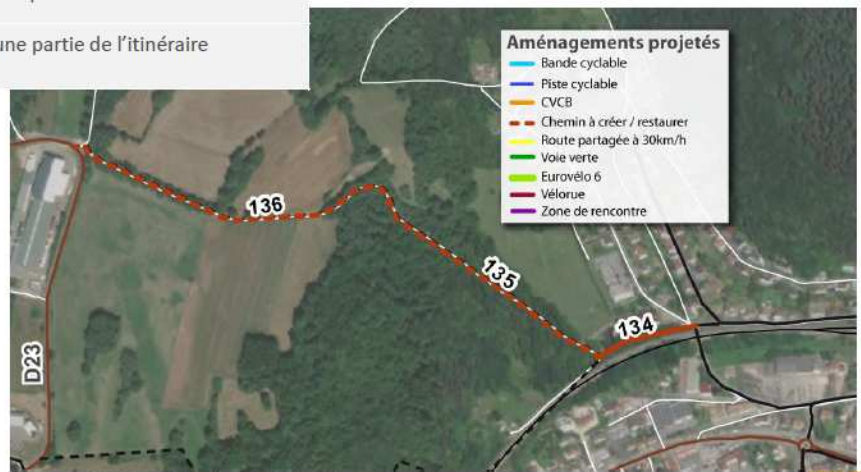 une partie de l'itinéraire
Aménagements projetés
Bande cyclable
Piste cyclable
CVCB
Chemin à créer / restaurer
Route partagée à 30km/h
Voie verte
Eurovélo 6
Vélorue
Zone de rencontre
136
135
134
D23